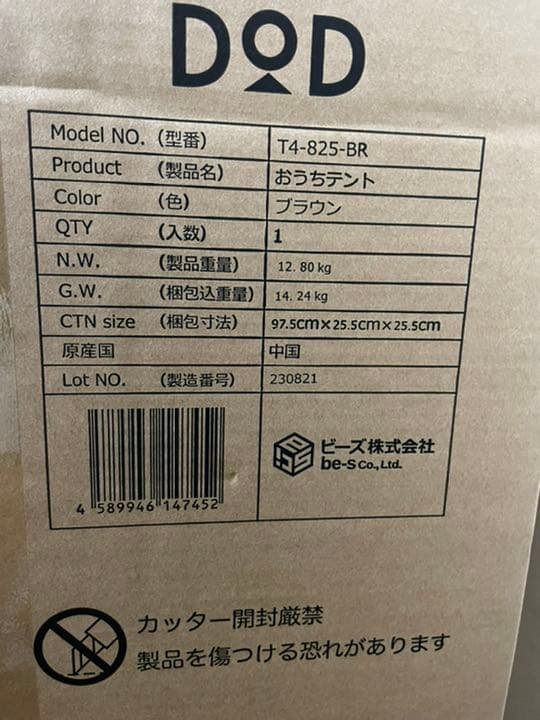 DOD
Model NO. (型番) T4-825-BR
Product (製品名) おうちテント
Color (色) ブラウン
QTY (入数) 1
N.W. (製品重量) 12.80 kg
G.W. (梱包込重量) 14.24 kg
CTN size (梱包寸法) 97.5cm×25.5cm×25.5cm
原産国 中国
Lot NO. (製造番号) 230821
ビーズ株式会社
be-s Co., Ltd.
4 589946 147452
カッター開封厳禁
製品を傷つける恐れがあります